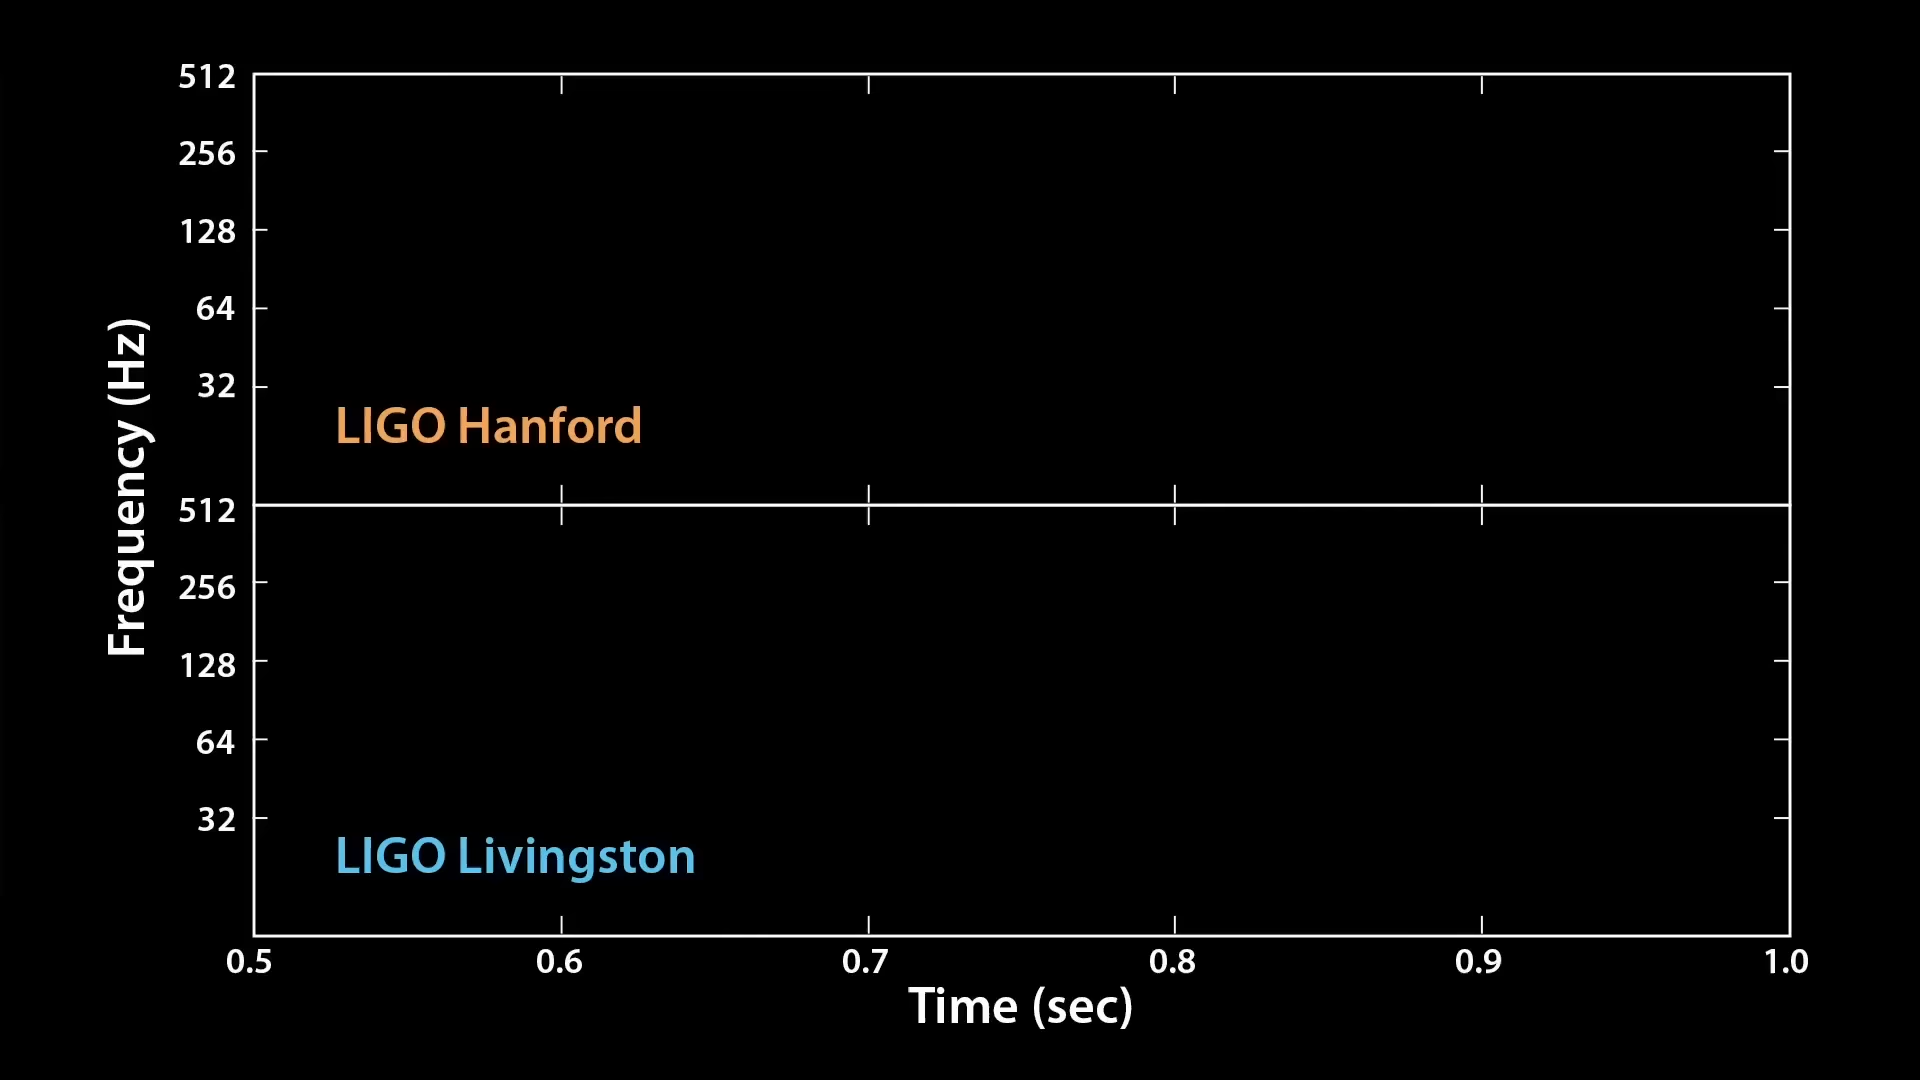 Frequency (Hz)
512
256
128
64
32
LIGO Hanford
512
256
128
64
32
LIGO Livingston
0.5 0.6 0.7 0.8 0.9 1.0
Time (sec)